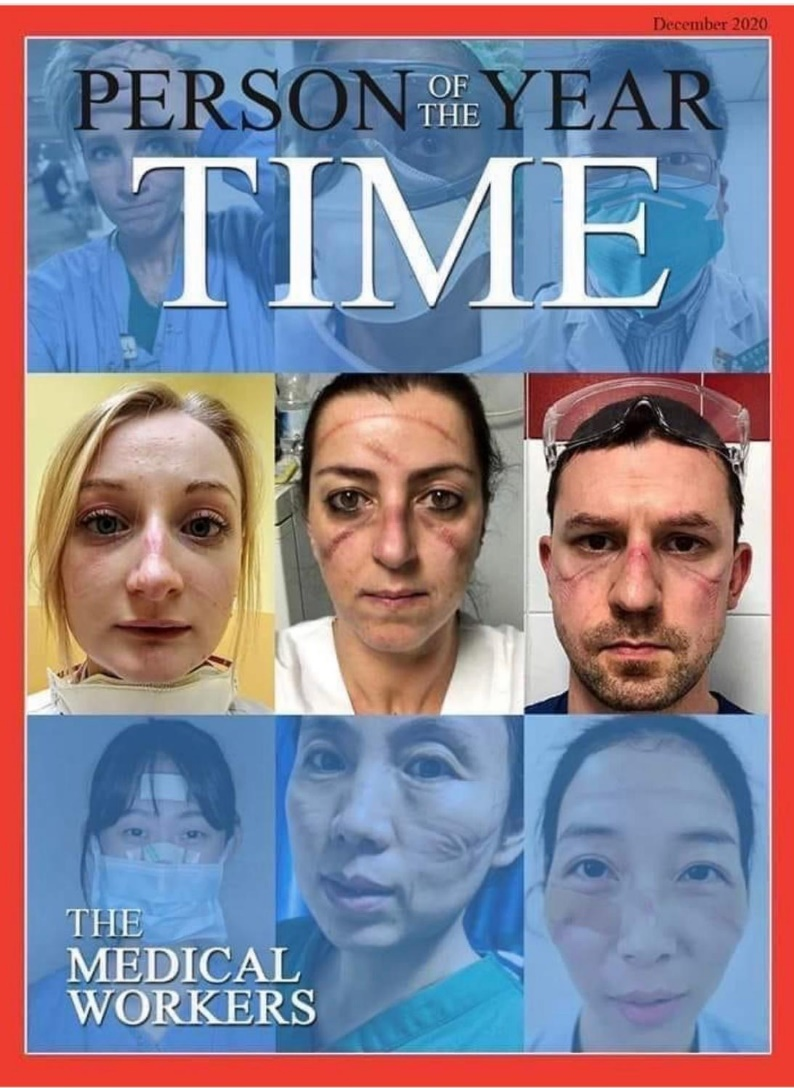 December 2020
PERSON OF THE YEAR
TIME
THE
MEDICAL
WORKERS